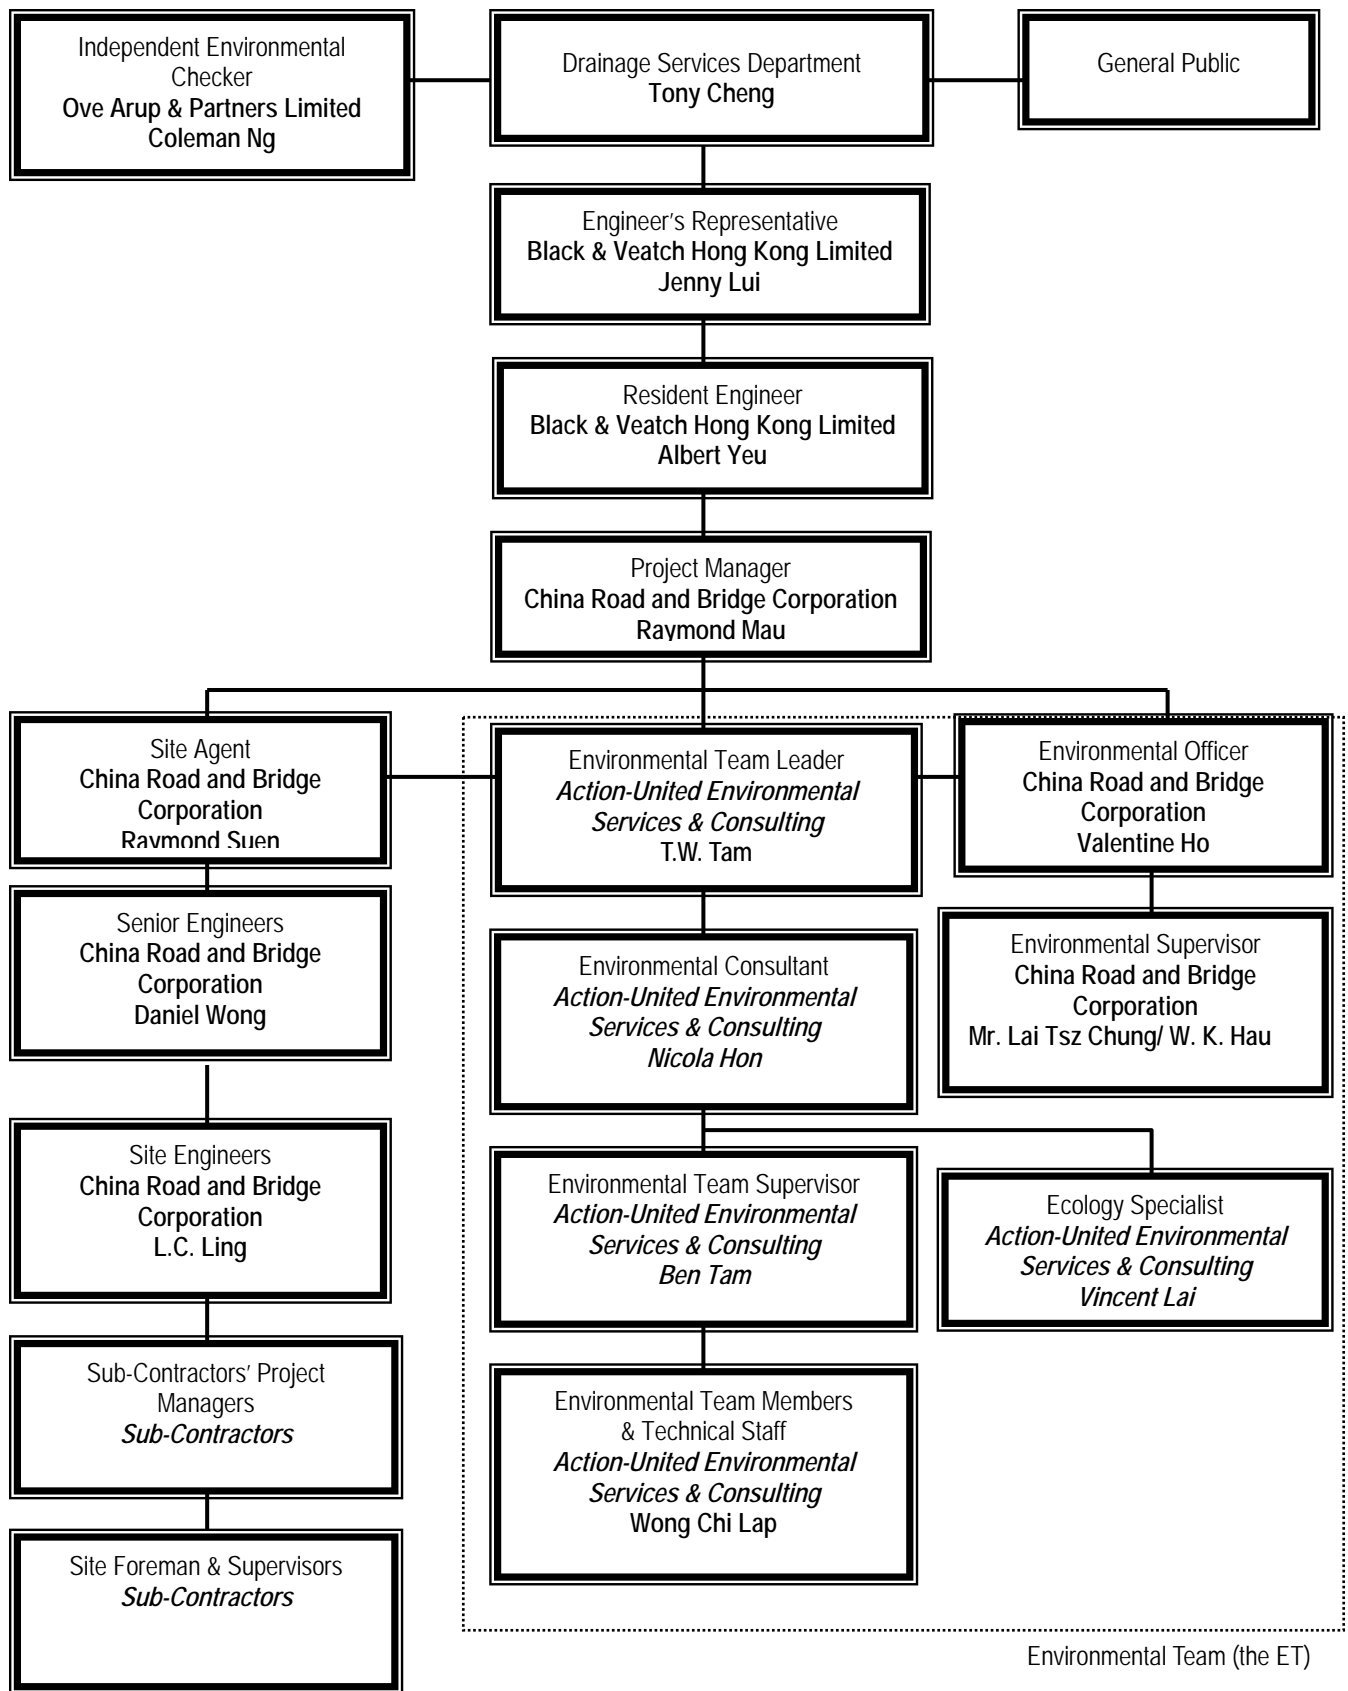 Independent Environmental
Checker
Ove Arup & Partners Limited
Coleman Ng
Drainage Services Department
Tony Cheng
General Public
Engineer's Representative
Black & Veatch Hong Kong Limited
Jenny Lui
Resident Engineer
Black & Veatch Hong Kong Limited
Albert Yeu
Project Manager
China Road and Bridge Corporation
Raymond Mau
Site Agent
China Road and Bridge
Corporation
Raymond Suen
Environmental Team Leader
Action-United Environmental
Services & Consulting
T.W. Tam
Environmental Officer
China Road and Bridge
Corporation
Valentine Ho
Senior Engineers
China Road and Bridge
Corporation
Daniel Wong
Environmental Consultant
Action-United Environmental
Services & Consulting
Nicola Hon
Environmental Supervisor
China Road and Bridge
Corporation
Mr. Lai Tsz Chung/ W. K. Hau
Site Engineers
China Road and Bridge
Corporation
L.C. Ling
Environmental Team Supervisor
Action-United Environmental
Services & Consulting
Ben Tam
Ecology Specialist
Action-United Environmental
Services & Consulting
Vincent Lai
Sub-Contractors' Project
Managers
Sub-Contractors
Environmental Team Members
& Technical Staff
Action-United Environmental
Services & Consulting
Wong Chi Lap
Site Foreman & Supervisors
Sub-Contractors
Environmental Team (the ET)